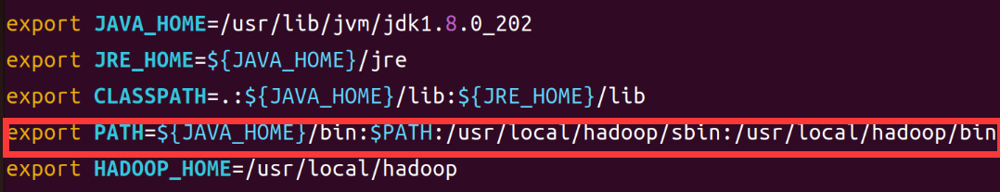 export JAVA_HOME=/usr/lib/jvm/jdk1.8.0_202
export JRE_HOME=${JAVA_HOME}/jre
export CLASSPATH=.:${JAVA_HOME}/lib:${JRE_HOME}/lib
export PATH=${JAVA_HOME}/bin:$PATH:/usr/local/hadoop/sbin:/usr/local/hadoop/bin
export HADOOP_HOME=/usr/local/hadoop